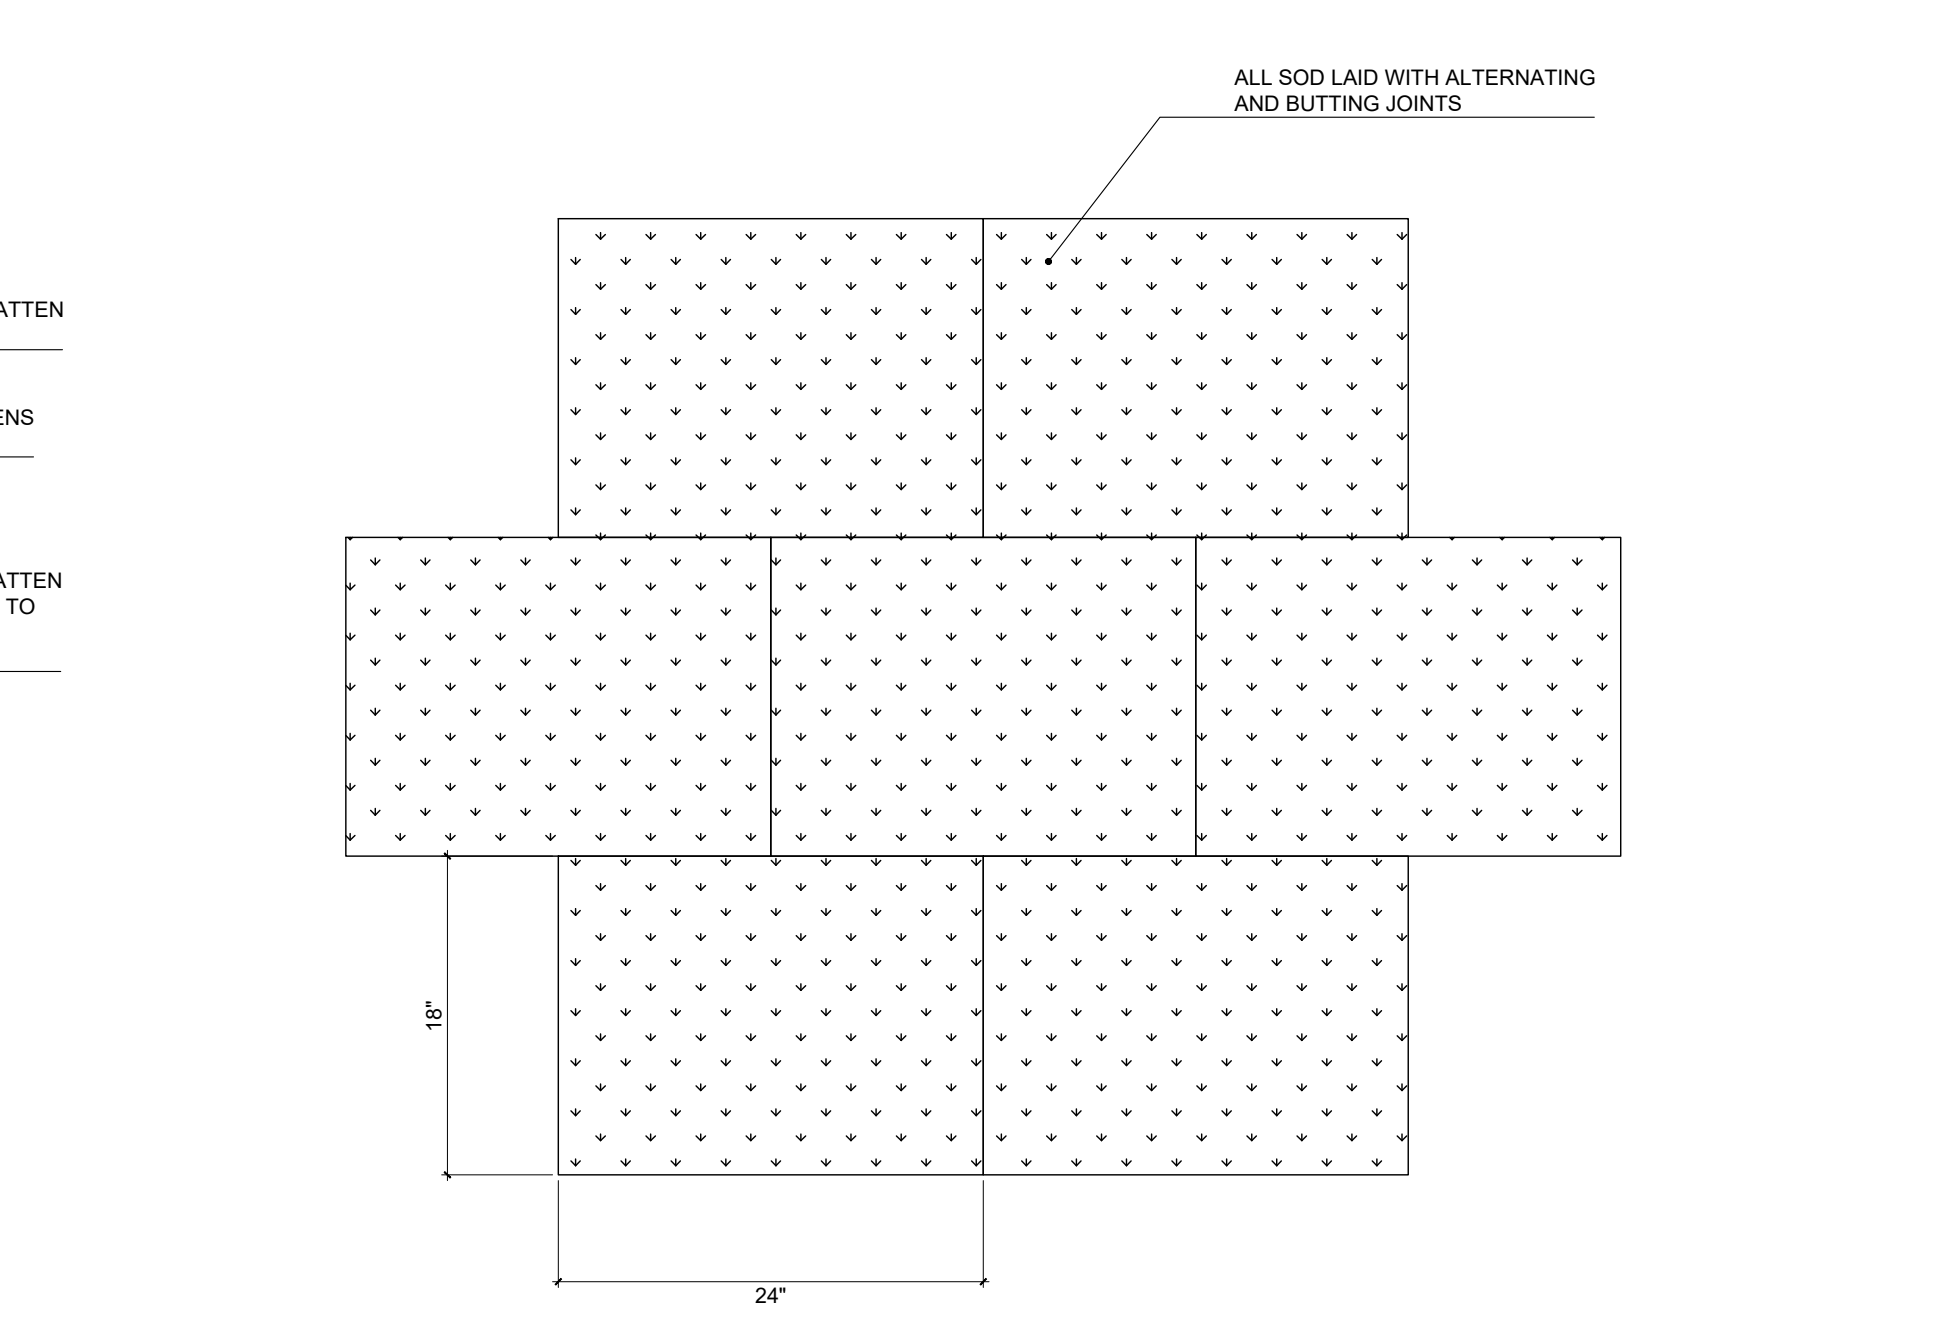 ALL SOD LAID WITH ALTERNATING
AND BUTTING JOINTS
ATTEN
ENS
ATTEN
TO
18"
24"